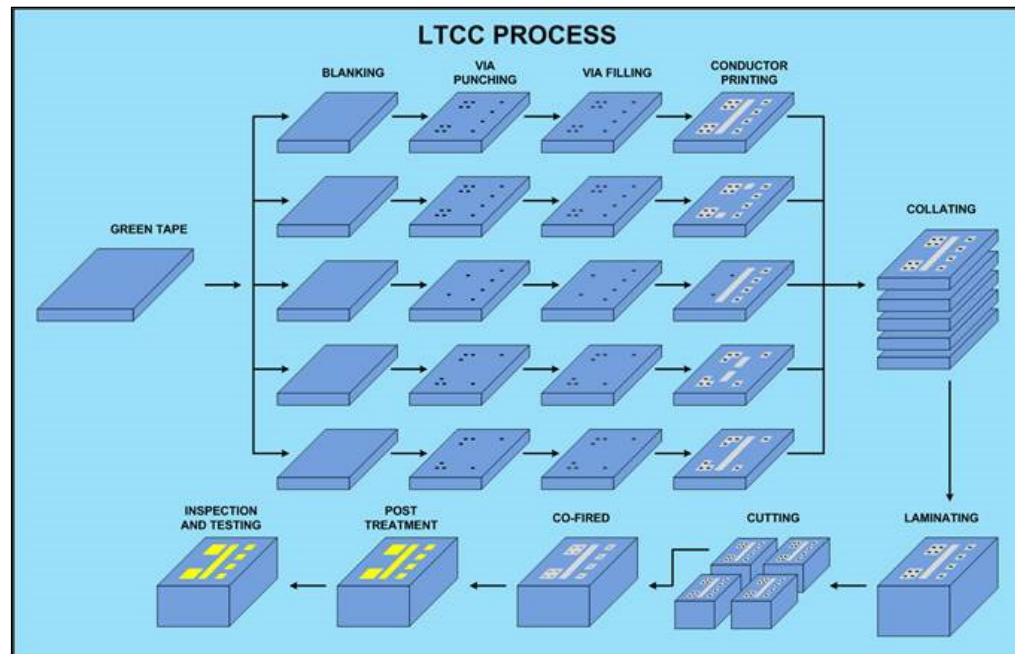 LTCC PROCESS
BLANKING
VIA
PUNCHING
VIA FILLING
CONDUCTOR
PRINTING
GREEN TAPE
COLLATING
INSPECTION
AND TESTING
POST
TREATMENT
CO-FIRED
CUTTING
LAMINATING